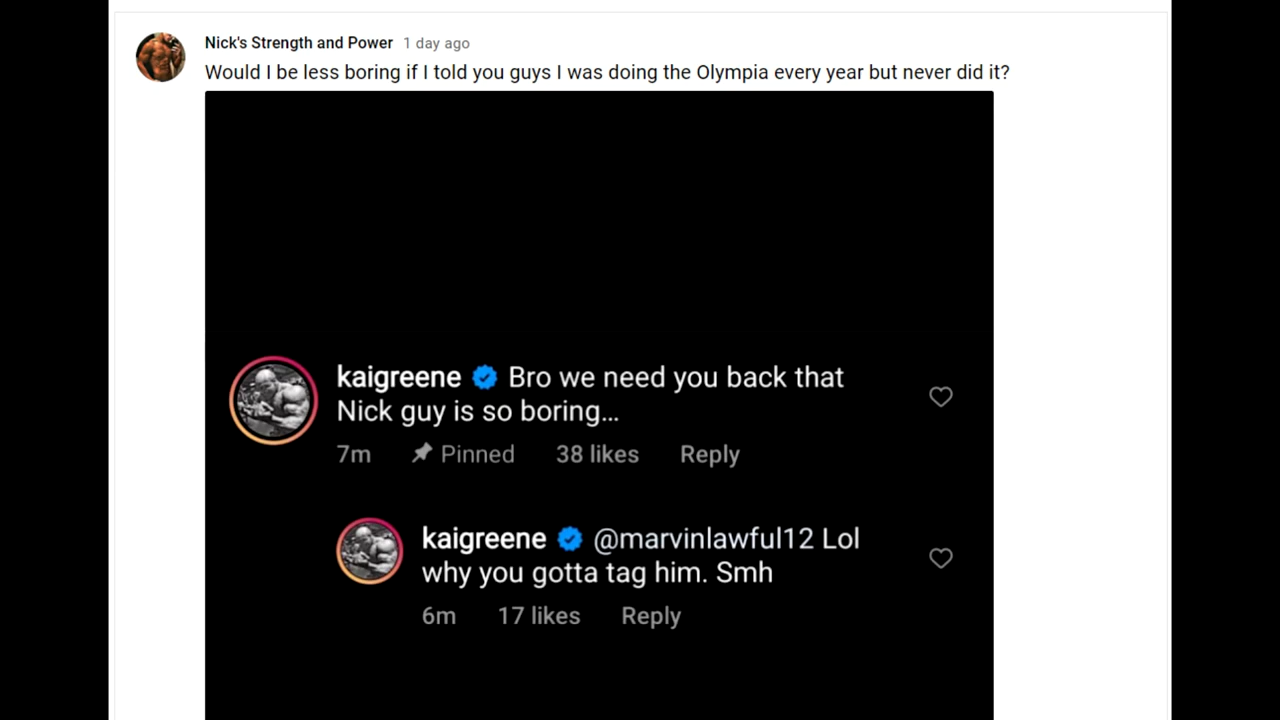 Nick's Strength and Power 1 day ago
Would I be less boring if I told you guys I was doing the Olympia every year but never did it?
kaigreene Bro we need you back that
Nick guy is so boring...
7m Pinned 38 likes Reply
kaigreene @marvinlawful12 Lol
why you gotta tag him. Smh
6m 17 likes Reply